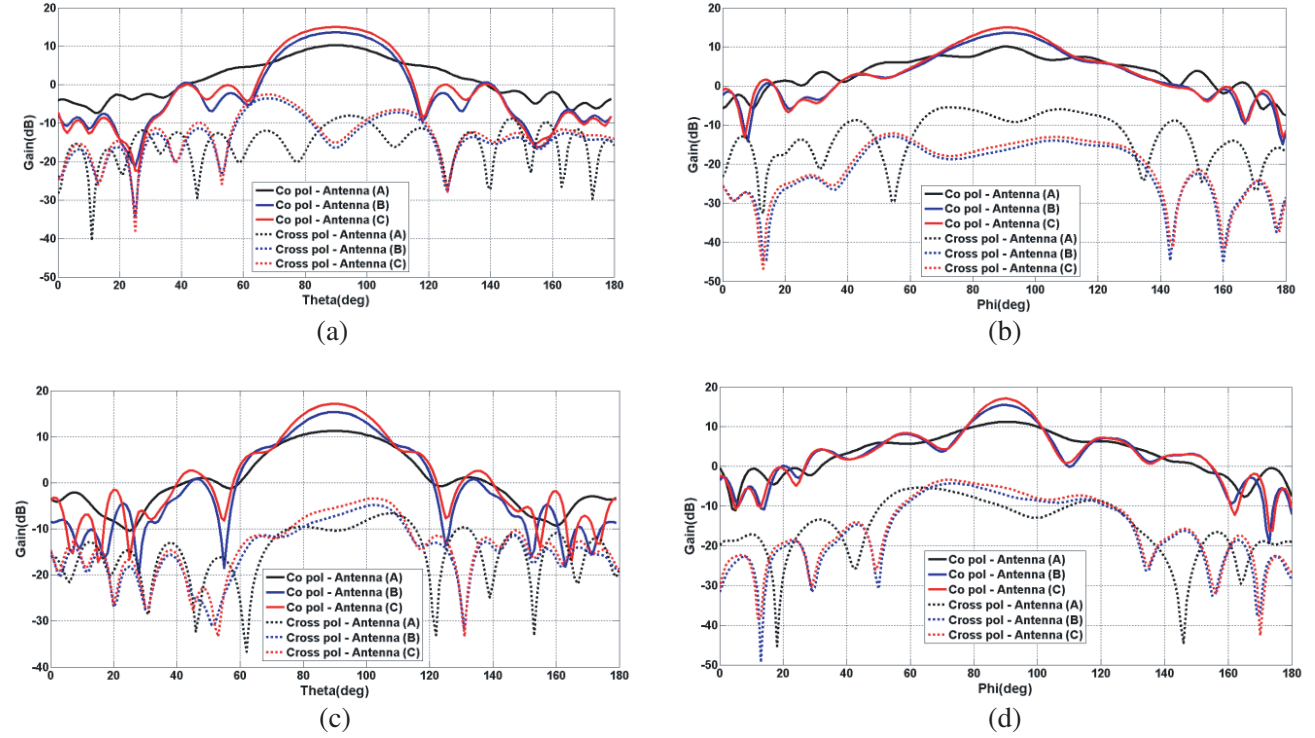 20
10
0
-10
-20
-30
-40
-50
Gain(dB)
Co pol - Antenna (A)
Co pol - Antenna (B)
Co pol - Antenna (C)
Cross pol - Antenna (A)
Cross pol - Antenna (B)
Cross pol - Antenna (C)
0 20 40 60 80 100 120 140 160 180
Theta(deg)
(a)
20
10
0
-10
-20
-30
-40
-50
Gain(dB)
Co pol - Antenna (A)
Co pol - Antenna (B)
Co pol - Antenna (C)
Cross pol - Antenna (A)
Cross pol - Antenna (B)
Cross pol - Antenna (C)
0 20 40 60 80 100 120 140 160 180
Phi(deg)
(b)
20
10
0
-10
-20
-30
-40
Gain(dB)
Co pol - Antenna (A)
Co pol - Antenna (B)
Co pol - Antenna (C)
Cross pol - Antenna (A)
Cross pol - Antenna (B)
Cross pol - Antenna (C)
0 20 40 60 80 100 120 140 160 180
Theta(deg)
(c)
20
10
0
-10
-20
-30
-40
-50
Gain(dB)
Co pol - Antenna (A)
Co pol - Antenna (B)
Co pol - Antenna (C)
Cross pol - Antenna (A)
Cross pol - Antenna (B)
Cross pol - Antenna (C)
0 20 40 60 80 100 120 140 160 180
Phi(deg)
(d)